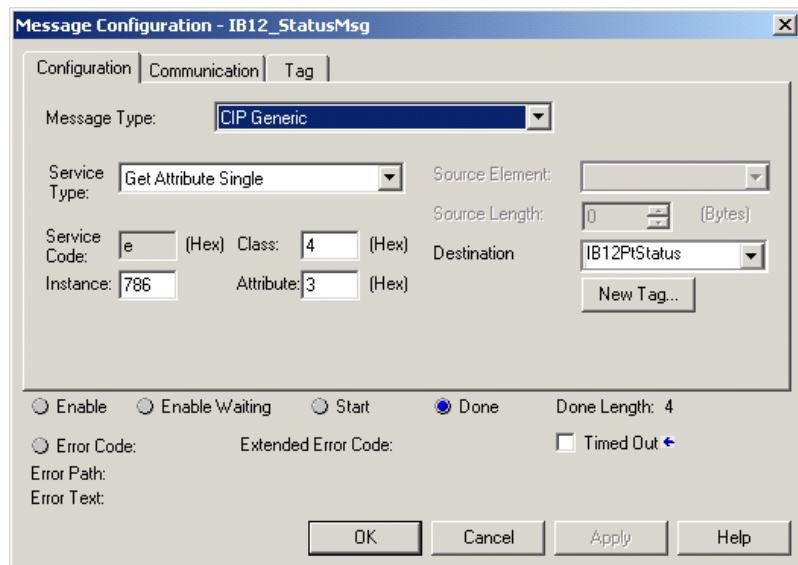 Message Configuration - IB12_StatusMsg
Configuration Communication Tag
Message Type: CIP Generic
Service Type: Get Attribute Single
Source Element:
Source Length: 0 (Bytes)
Service Code: e (Hex) Class: 4 (Hex)
Destination IB12PtStatus
Instance: 786 Attribute: 3 (Hex)
New Tag...
Enable Enable Waiting Start Done Done Length: 4
Error Code: Extended Error Code: Timed Out
Error Path:
Error Text:
OK Cancel Apply Help